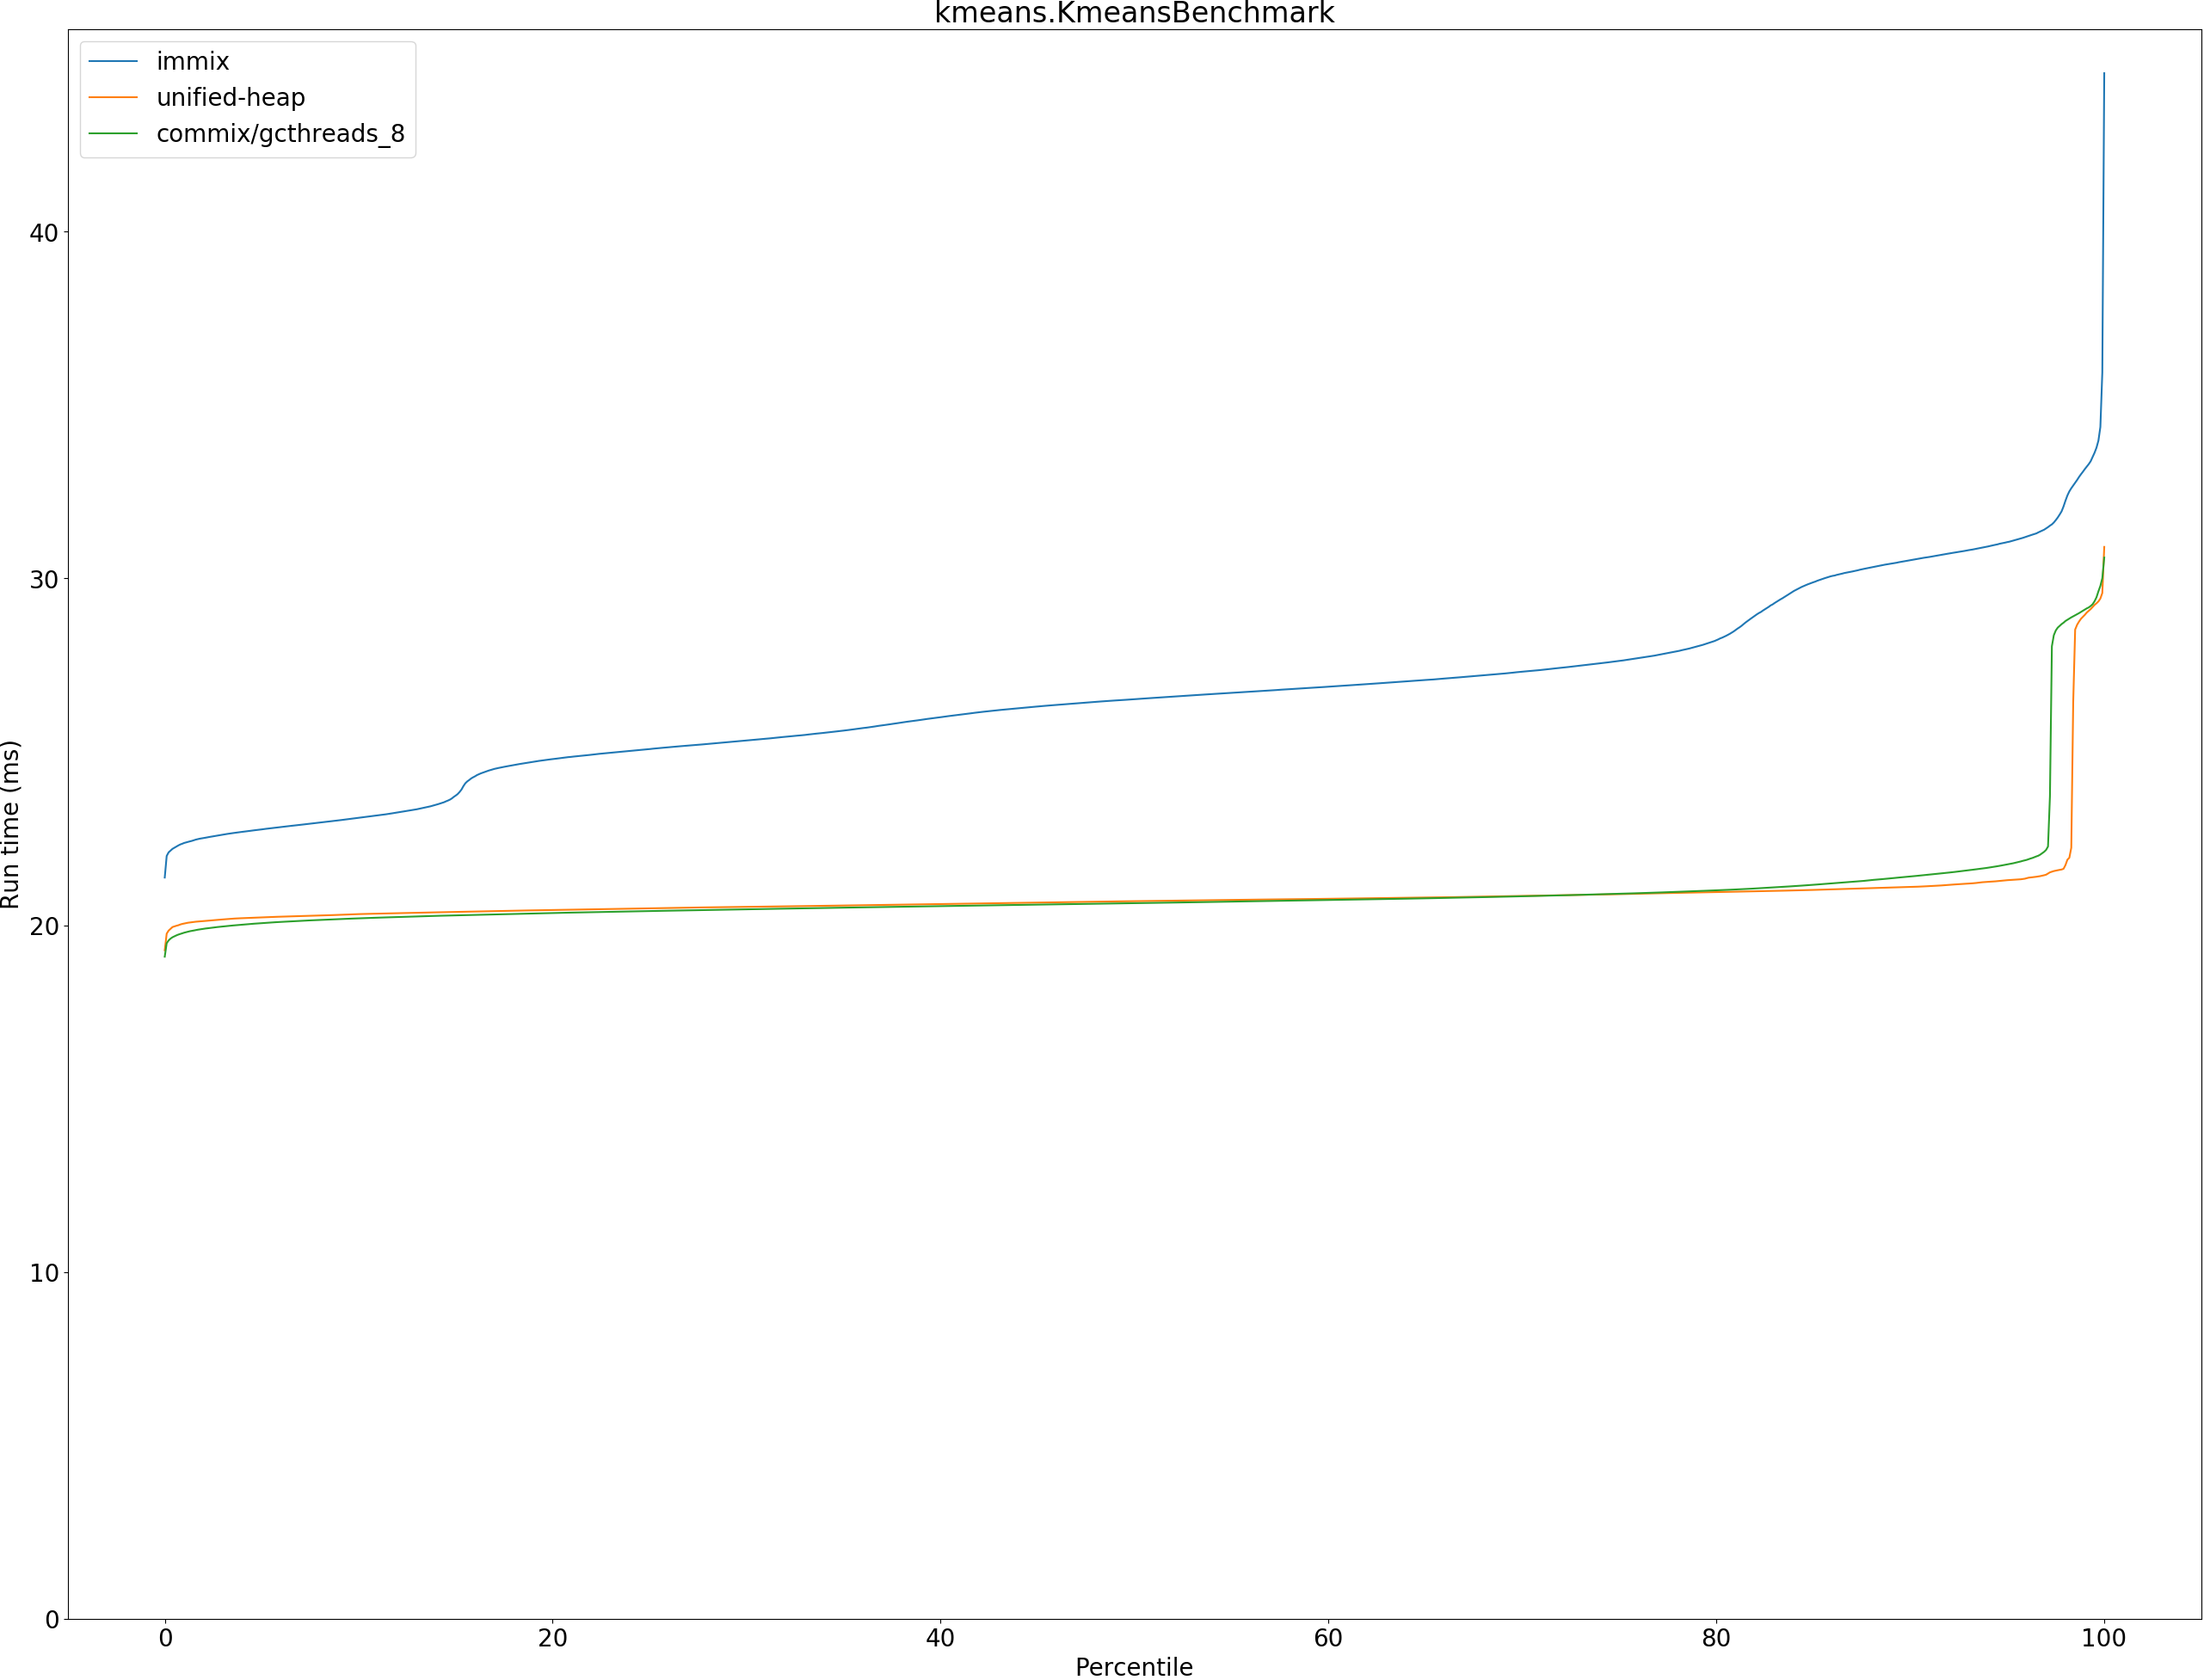 kmeans.KmeansBenchmark
immix
unified-heap
commix/gcthreads_8
40
30
20
10
0
Run time (ms)
0 20 40 60 80 100
Percentile